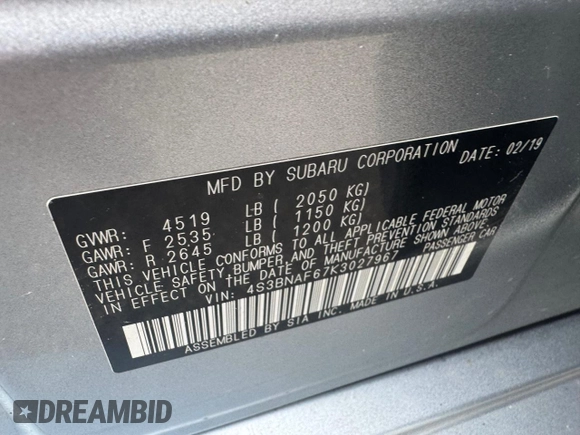 MFD BY SUBARU CORPORATION DATE: 02/19
GVWR: 4519 LB ( 2050 KG)
GAWR: F 2535 LB ( 1150 KG)
GAWR: R 2645 LB ( 1200 KG)
THIS VEHICLE CONFORMS TO ALL APPLICABLE FEDERAL MOTOR
VEHICLE SAFETY, BUMPER, AND THEFT PREVENTION STANDARDS
IN EFFECT ON THE DATE OF MANUFACTURE SHOWN ABOVE.
VIN: 4S3BNAF67K3027967 PASSENGER CAR
ASSEMBLED BY SIA INC. MADE IN U.S.A.
DREAMBID